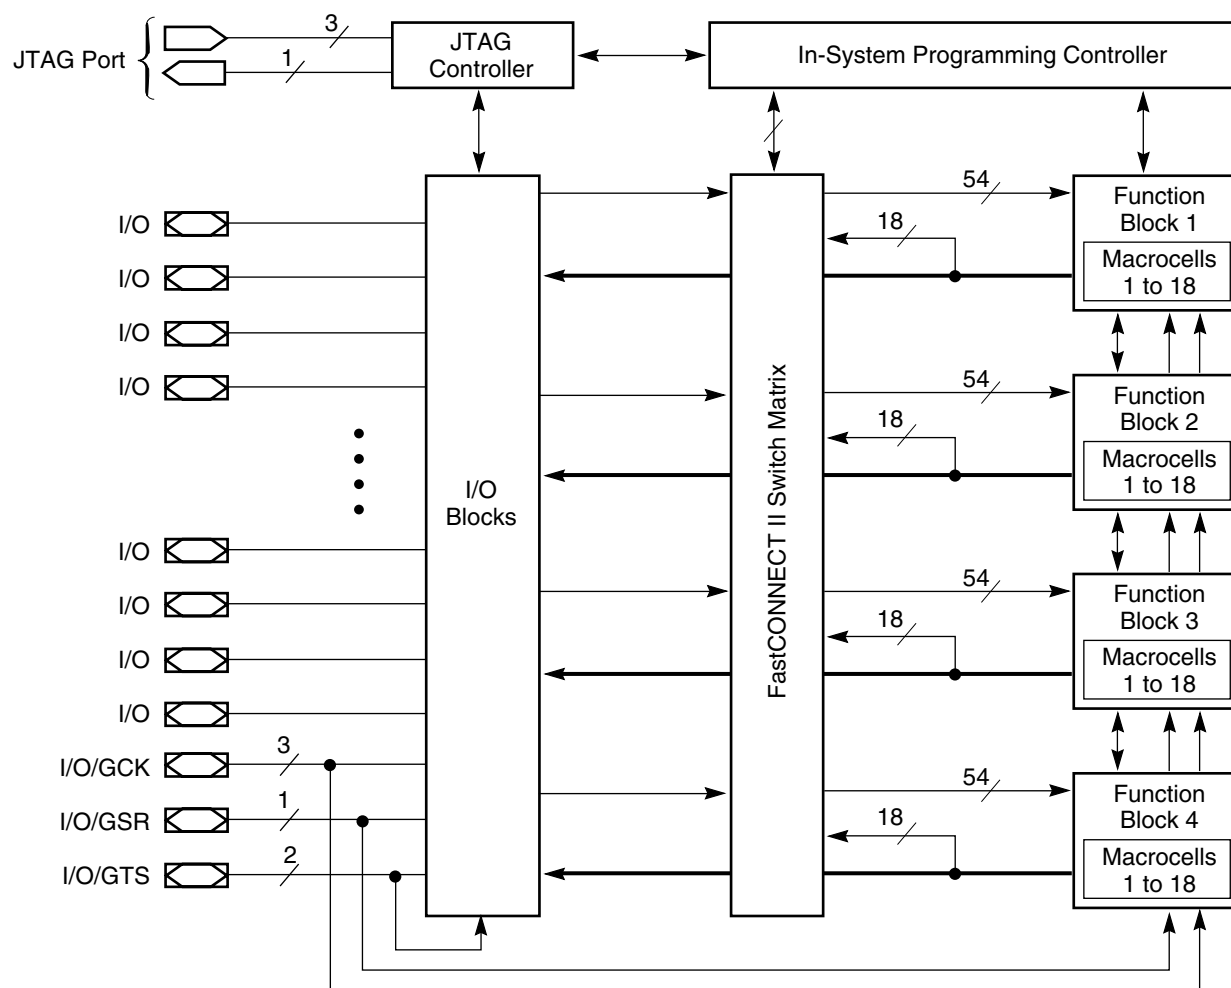 JTAG Port
3
1
JTAG
Controller
In-System Programming Controller
I/O
I/O
I/O
I/O
I/O
I/O
I/O
I/O
I/O/GCK
3
I/O/GSR
1
I/O/GTS
2
I/O
Blocks
FastCONNECT II Switch Matrix
54
18
Function
Block 1
Macrocells
1 to 18
54
18
Function
Block 2
Macrocells
1 to 18
54
18
Function
Block 3
Macrocells
1 to 18
54
18
Function
Block 4
Macrocells
1 to 18